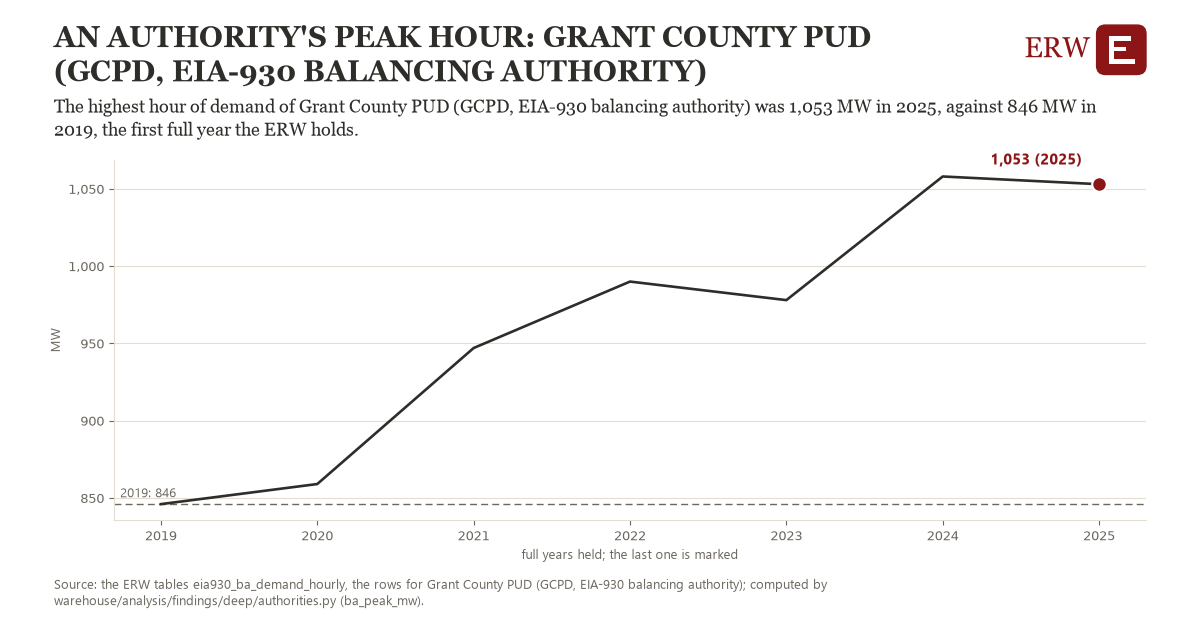 AN AUTHORITY'S PEAK HOUR: GRANT COUNTY PUD
(GCPD, EIA-930 BALANCING AUTHORITY)
ERW E
The highest hour of demand of Grant County PUD (GCPD, EIA-930 balancing authority) was 1,053 MW in 2025, against 846 MW in
2019, the first full year the ERW holds.
1,053 (2025)
1,050
1,000
950
900
850
MW
2019: 846
2019 2020 2021 2022 2023 2024 2025
full years held; the last one is marked
Source: the ERW tables eia930_ba_demand_hourly, the rows for Grant County PUD (GCPD, EIA-930 balancing authority); computed by
warehouse/analysis/findings/deep/authorities.py (ba_peak_mw).